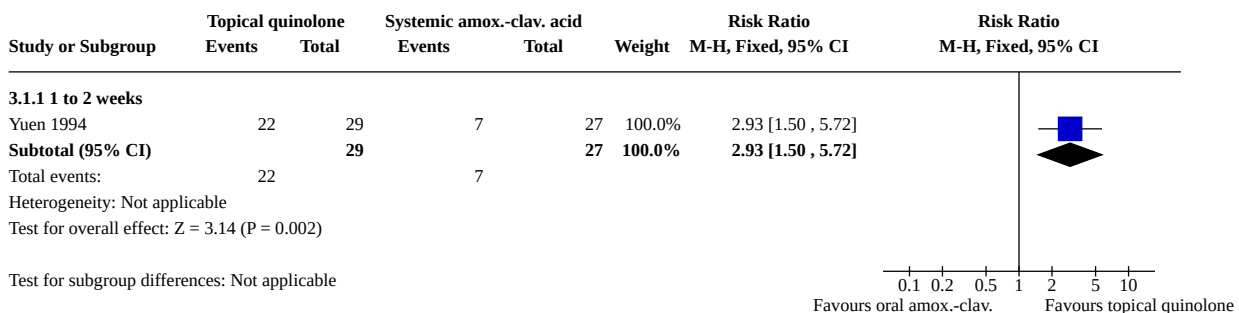 Topical quinolone Systemic amox.-clav. acid Risk Ratio Risk Ratio
Study or Subgroup Events Total Events Total Weight M-H, Fixed, 95% CI M-H, Fixed, 95% CI
3.1.1 1 to 2 weeks
Yuen 1994 22 29 7 27 100.0% 2.93 [1.50 , 5.72]
Subtotal (95% CI) 29 27 100.0% 2.93 [1.50 , 5.72]
Total events: 22 7
Heterogeneity: Not applicable
Test for overall effect: Z = 3.14 (P = 0.002)
Test for subgroup differences: Not applicable
0.1 0.2 0.5 1 2 5 10
Favours oral amox.-clav. Favours topical quinolone